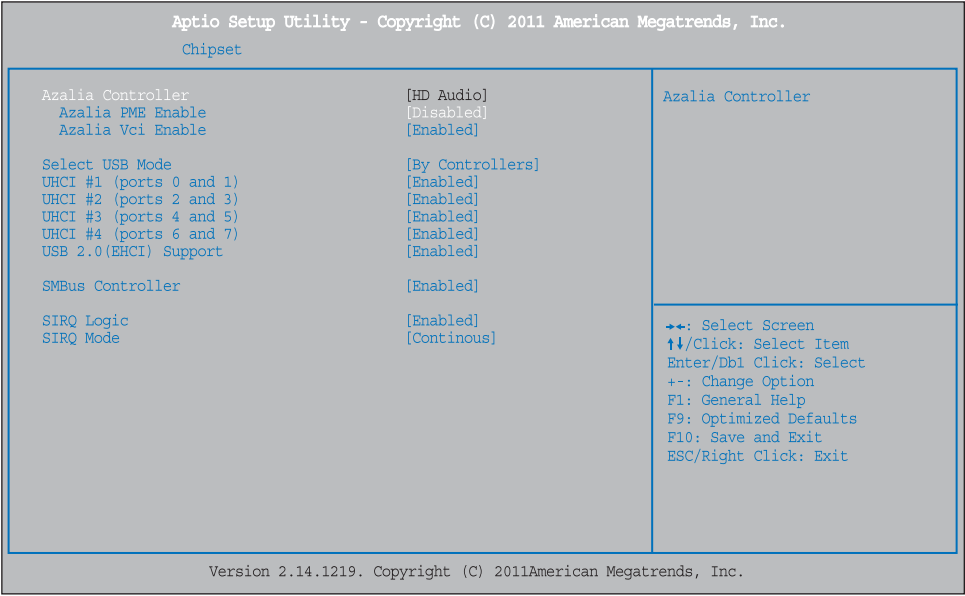 Aptio Setup Utility - Copyright (C) 2011 American Megatrends, Inc.
Chipset
Azalia Controller [HD Audio]
Azalia PME Enable [Disabled]
Azalia Vci Enable [Enabled]
Select USB Mode [By Controllers]
UHCI #1 (ports 0 and 1) [Enabled]
UHCI #2 (ports 2 and 3) [Enabled]
UHCI #3 (ports 4 and 5) [Enabled]
UHCI #4 (ports 6 and 7) [Enabled]
USB 2.0(EHCI) Support [Enabled]
SMBus Controller [Enabled]
SIRQ Logic [Enabled]
SIRQ Mode [Continous]
Azalia Controller
→←: Select Screen
↑↓/Click: Select Item
Enter/Db1 Click: Select
+-: Change Option
F1: General Help
F9: Optimized Defaults
F10: Save and Exit
ESC/Right Click: Exit
Version 2.14.1219. Copyright (C) 2011American Megatrends, Inc.